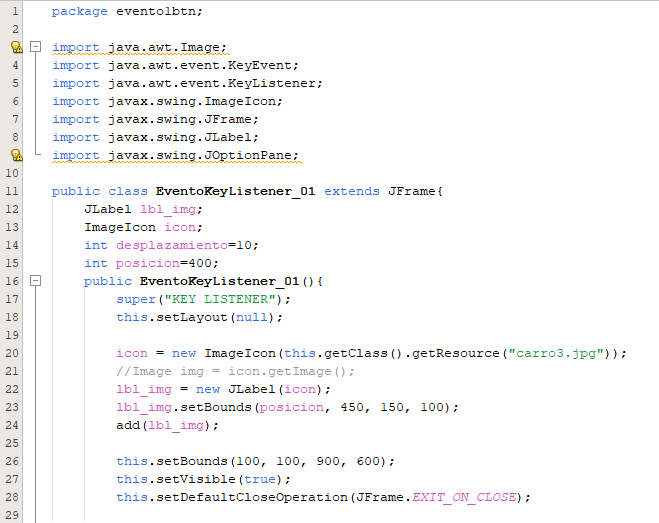 1 package eventolbtn;
2
import java.awt.Image;
4 import java.awt.event.KeyEvent;
5 import java.awt.event.KeyListener;
6 import javax.swing.ImageIcon;
7 import javax.swing.JFrame;
8 import javax.swing.JLabel;
import javax.swing.JOptionPane;
10
11 public class EventoKeyListener_01 extends JFrame{
12 JLabel lbl_img;
13 ImageIcon icon;
14 int desplazamiento=10;
15 int posicion=400;
16 public EventoKeyListener_01(){
17 super("KEY LISTENER");
18 this.setLayout(null);
19
20 icon = new ImageIcon(this.getClass().getResource("carro3.jpg"));
21 //Image img = icon.getImage();
22 lbl_img = new JLabel(icon);
23 lbl_img.setBounds(posicion, 450, 150, 100);
24 add(lbl_img);
25
26 this.setBounds(100, 100, 900, 600);
27 this.setVisible(true);
28 this.setDefaultCloseOperation(JFrame.EXIT_ON_CLOSE);
29